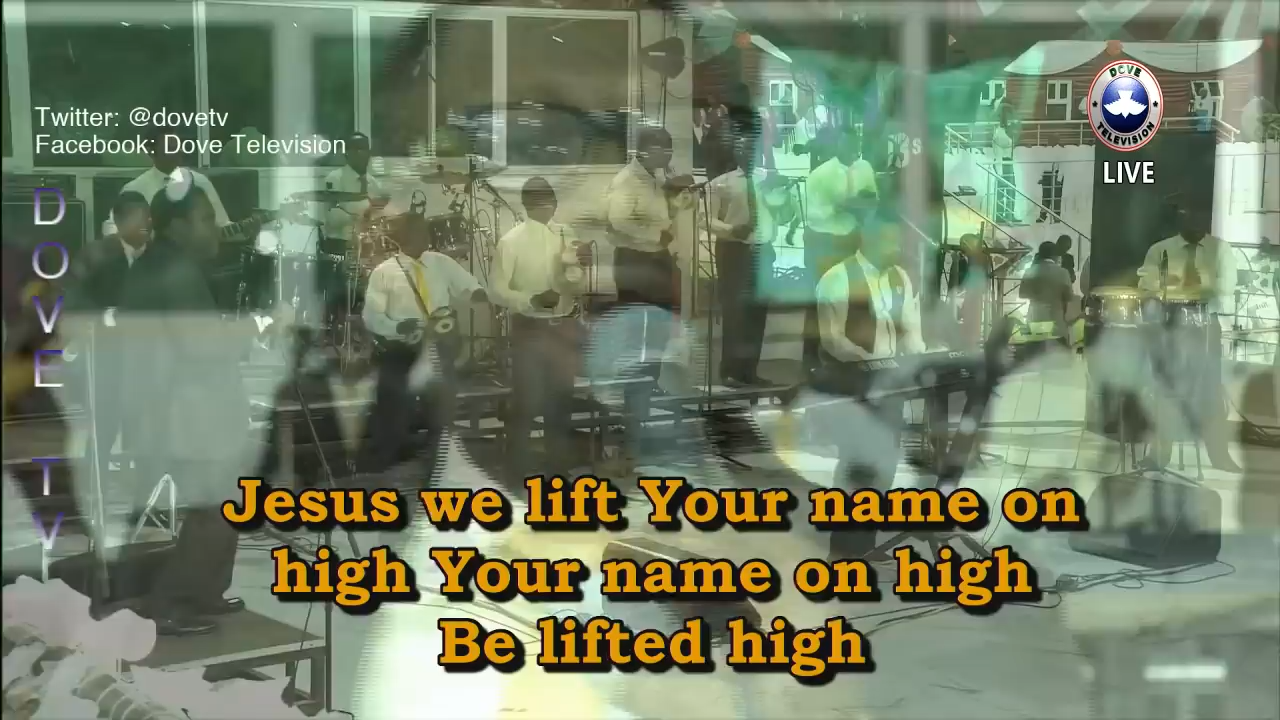 Twitter: @dovetv
Facebook: Dove Television
DOVE
TELEVISION
LIVE
DOVE TV
Jesus we lift Your name on
high Your name on high
Be lifted high